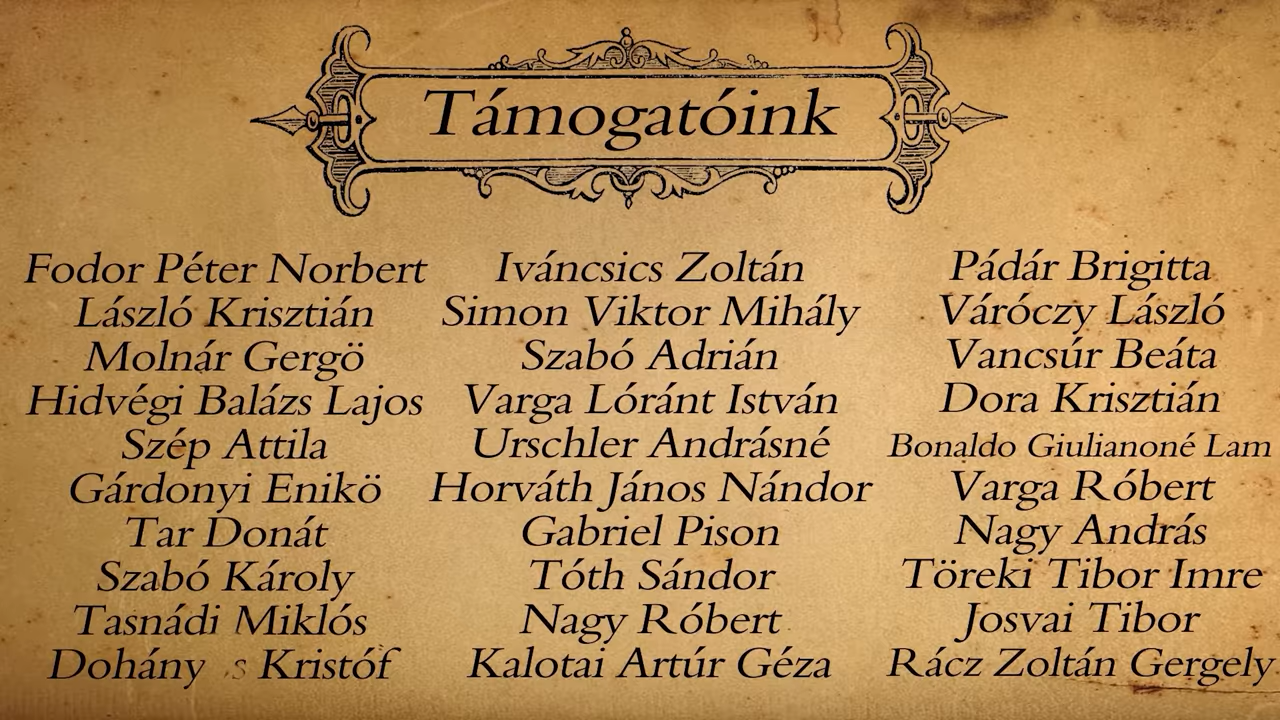 Támogatóink
Fodor Péter Norbert
László Krisztián
Molnár Gergö
Hidvégi Balázs Lajos
Szép Attila
Gárdonyi Enikö
Tar Donát
Szabó Károly
Tasnádi Miklós
Dohány s Kristóf
Iváncsics Zoltán
Simon Viktor Mihály
Szabó Adrián
Varga Lóránt István
Urschler Andrásné
Horváth János Nándor
Gabriel Pison
Tóth Sándor
Nagy Róbert
Kalotai Artúr Géza
Pádár Brigitta
Váróczy László
Vancsúr Beáta
Dora Krisztián
Bonaldo Giulianoné Lam
Varga Róbert
Nagy András
Töreki Tibor Imre
Josvai Tibor
Rácz Zoltán Gergely